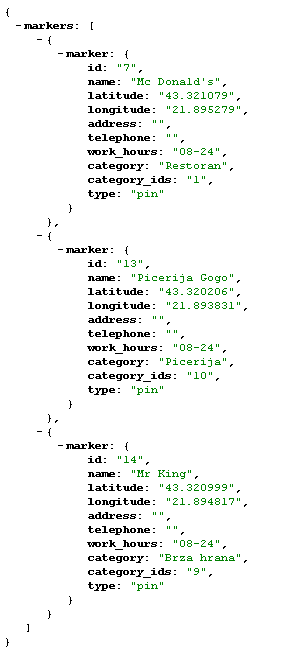 {
- markers: [
- {
- marker: {
id: "7",
name: "Mc Donald's",
latitude: "43.321079",
longitude: "21.895279",
address: "",
telephone: "",
work_hours: "08-24",
category: "Restoran",
category_ids: "1",
type: "pin"
}
},
- {
- marker: {
id: "13",
name: "Picerija Gogo",
latitude: "43.320206",
longitude: "21.893831",
address: "",
telephone: "",
work_hours: "08-24",
category: "Picerija",
category_ids: "10",
type: "pin"
}
},
- {
- marker: {
id: "14",
name: "Mr King",
latitude: "43.320999",
longitude: "21.894817",
address: "",
telephone: "",
work_hours: "08-24",
category: "Brza hrana",
category_ids: "9",
type: "pin"
}
}
]
}